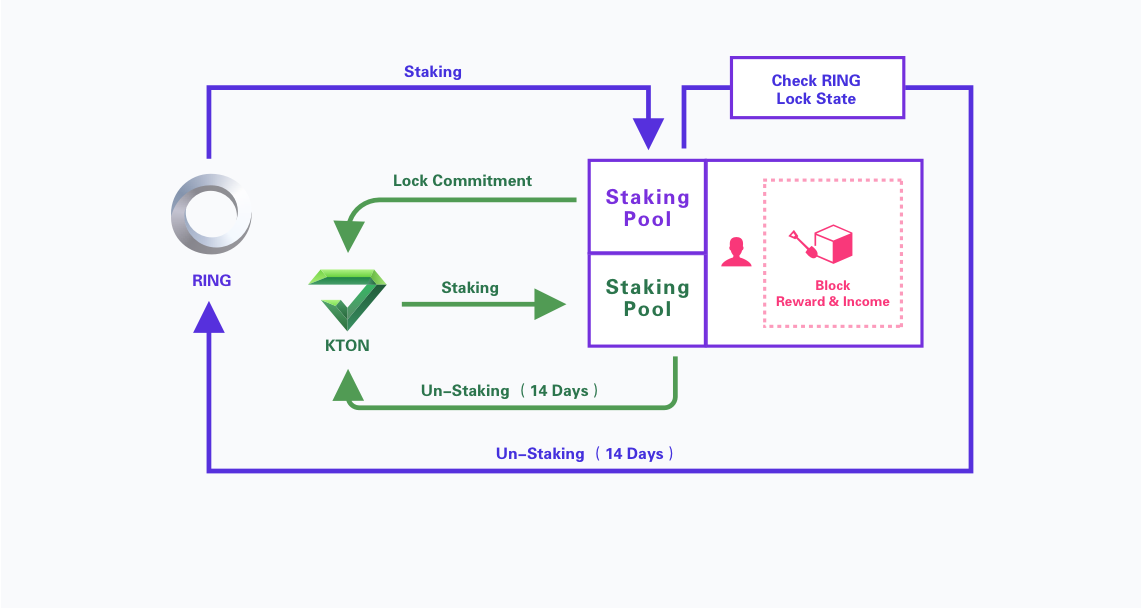 Staking
Check RING
Lock State
Lock Commitment
Staking
Pool
RING
Staking
Staking
Pool
Block
Reward & Income
KTON
Un–Staking ( 14 Days )
Un–Staking ( 14 Days )